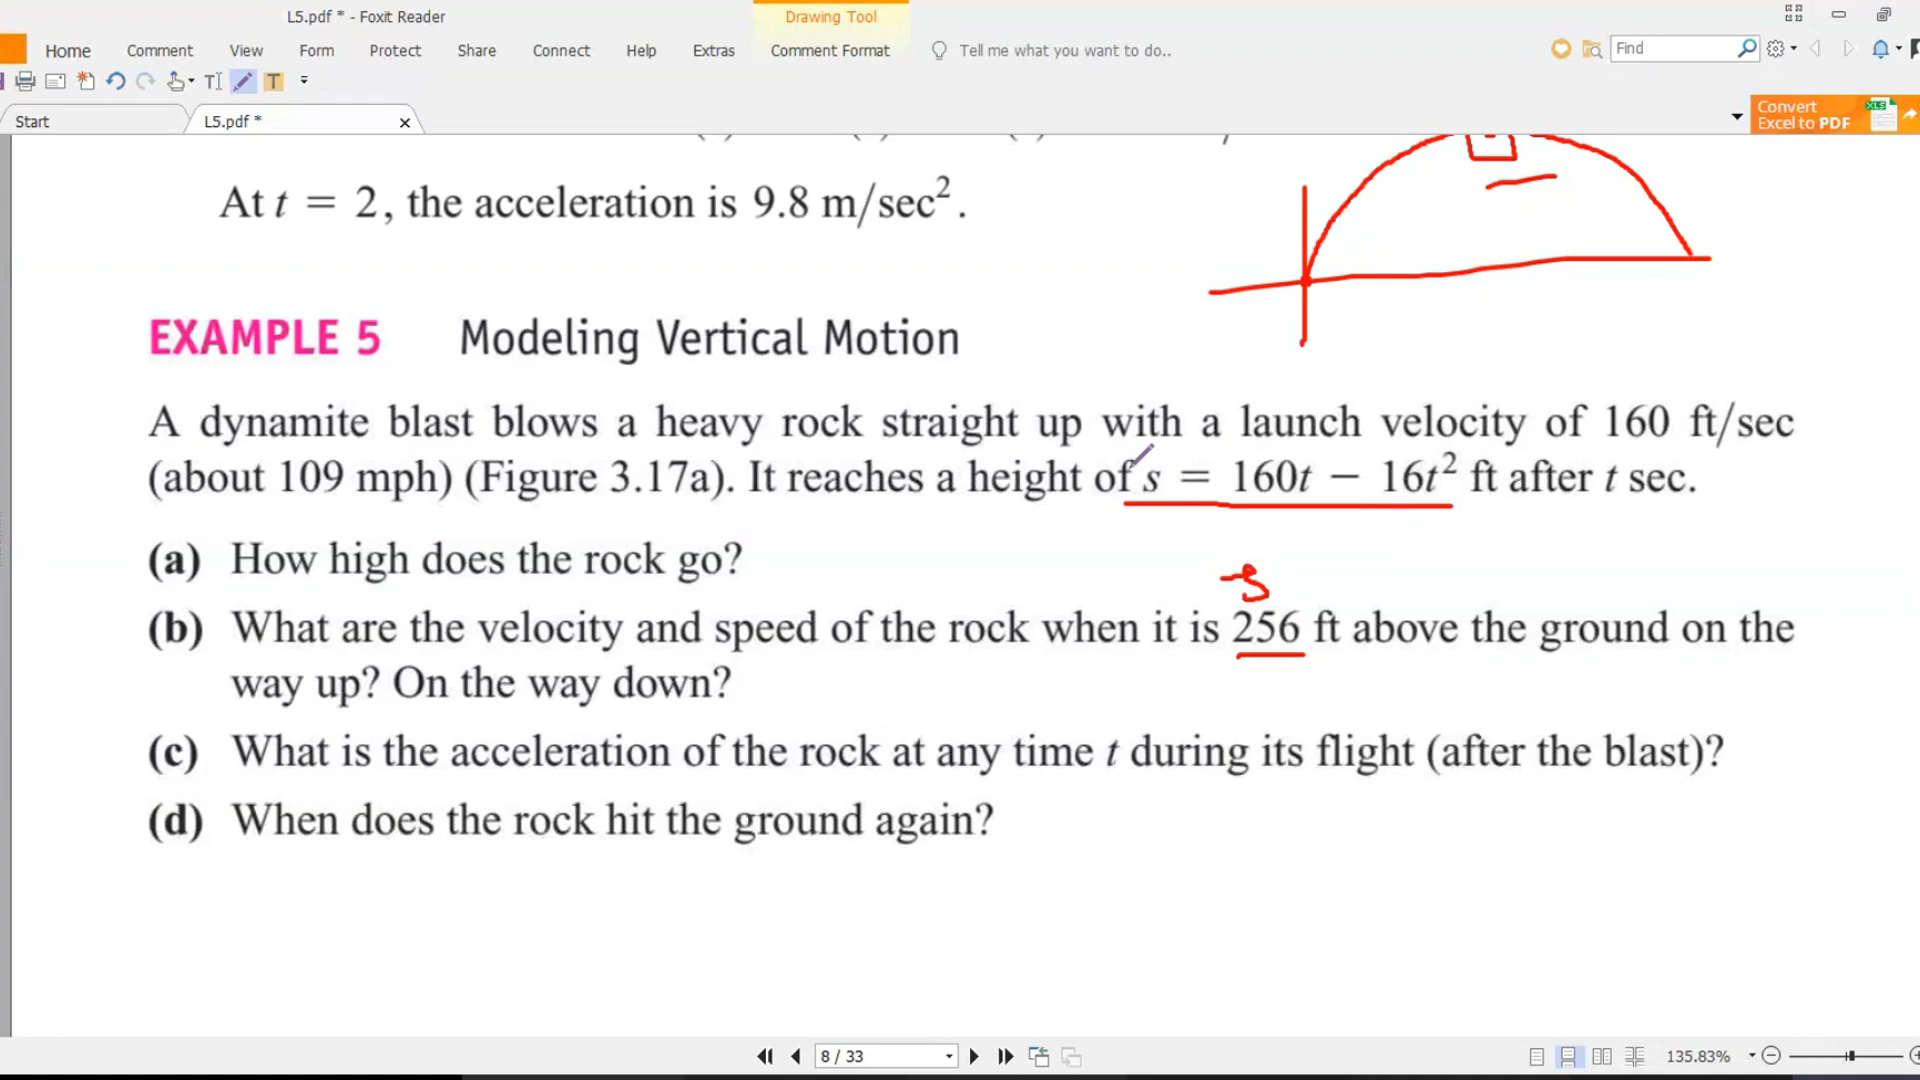 L5.pdf * - Foxit Reader
Drawing Tool
Home Comment View Form Protect Share Connect Help Extras Comment Format Tell me what you want to do.. Find
Start
L5.pdf *
Convert
Excel to PDF
XLS
At t = 2, the acceleration is 9.8 m/sec².
EXAMPLE 5 Modeling Vertical Motion
A dynamite blast blows a heavy rock straight up with a launch velocity of 160 ft/sec
(about 109 mph) (Figure 3.17a). It reaches a height of s = 160t − 16t² ft after t sec.
(a) How high does the rock go?
(b) What are the velocity and speed of the rock when it is 256 ft above the ground on the
way up? On the way down?
(c) What is the acceleration of the rock at any time t during its flight (after the blast)?
(d) When does the rock hit the ground again?
8 / 33
135.83%